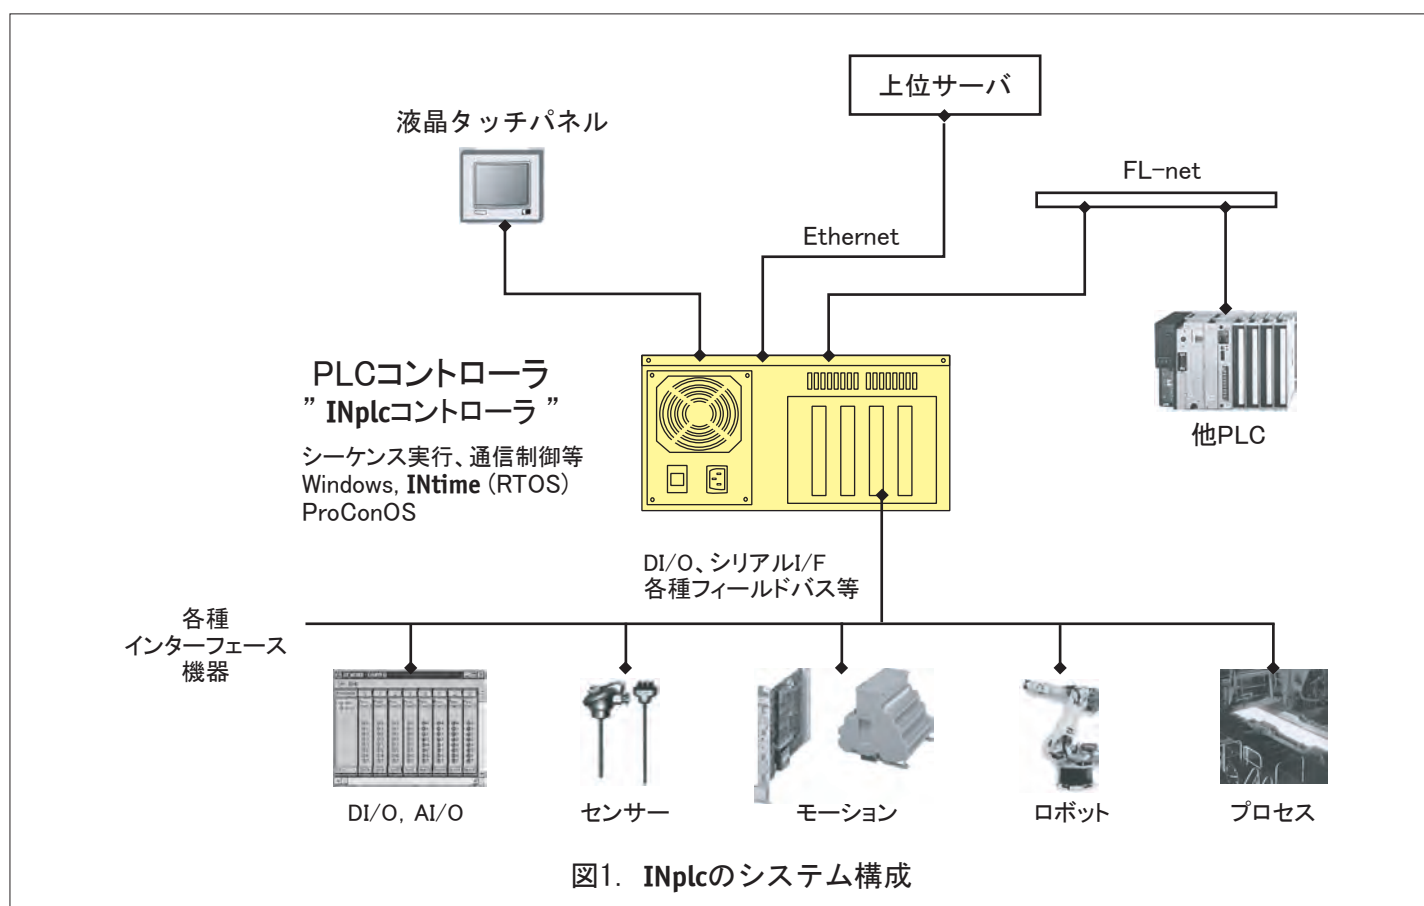 上位サーバ
液晶タッチパネル
FL-net
Ethernet
PLCコントローラ
” INplcコントローラ ”
シーケンス実行、通信制御等
Windows, INtime (RTOS)
ProConOS
他PLC
DI/O、シリアルI/F
各種フィールドバス等
各種
インターフェース
機器
DI/O, AI/O
センサー
モーション
ロボット
プロセス
図1. INplcのシステム構成